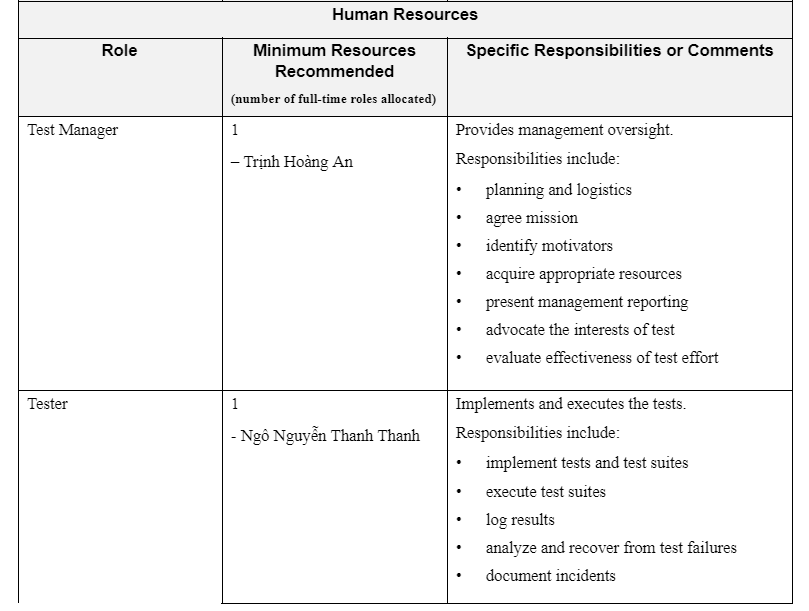 Human Resources
Role
Minimum Resources
Recommended
(number of full-time roles allocated)
Specific Responsibilities or Comments
Test Manager
1
– Trịnh Hoàng An
Provides management oversight.
Responsibilities include:
• planning and logistics
• agree mission
• identify motivators
• acquire appropriate resources
• present management reporting
• advocate the interests of test
• evaluate effectiveness of test effort
Tester
1
- Ngô Nguyễn Thanh Thanh
Implements and executes the tests.
Responsibilities include:
• implement tests and test suites
• execute test suites
• log results
• analyze and recover from test failures
• document incidents